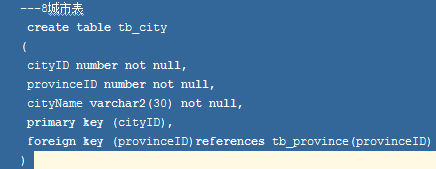 ---8城市表
create table tb_city
(
cityID number not null,
provinceID number not null,
cityName varchar2(30) not null,
primary key (cityID),
foreign key (provinceID)references tb_province(provinceID)
)